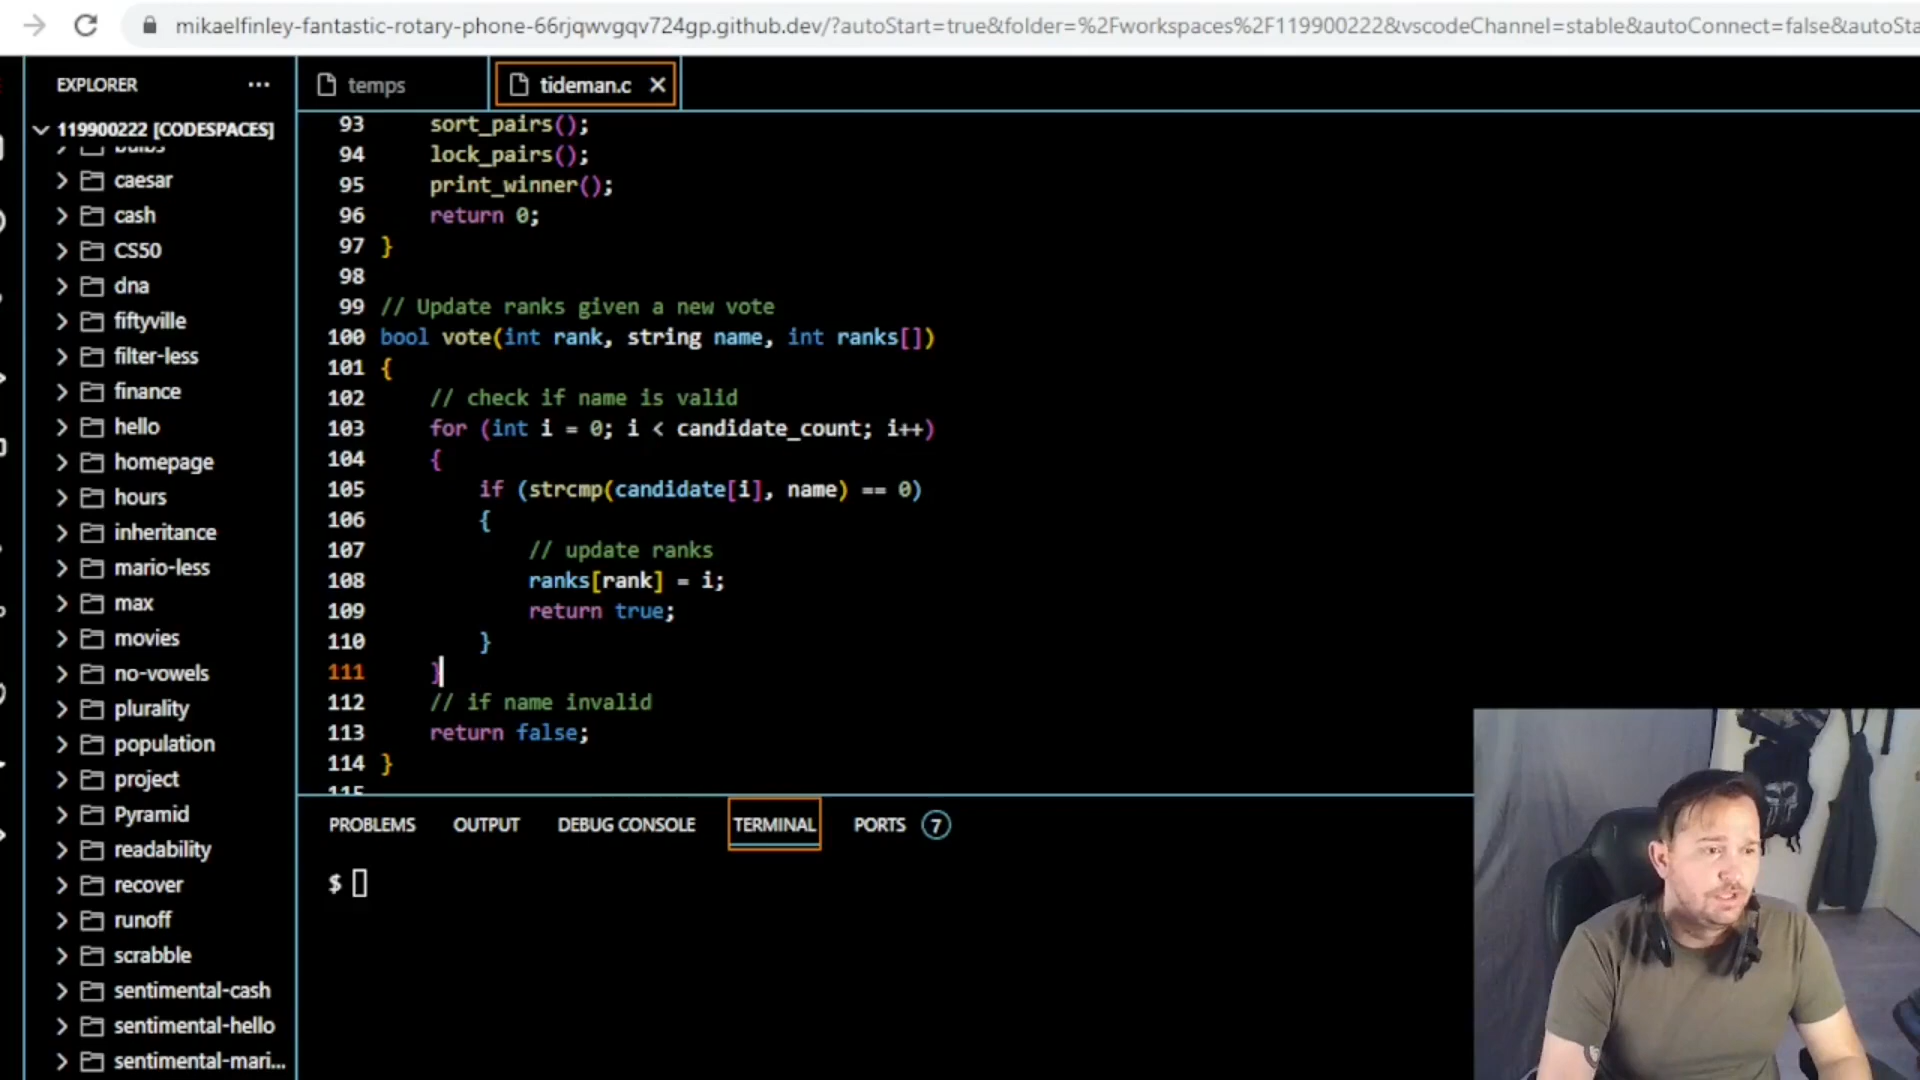 mikaelfinley-fantastic-rotary-phone-66rjqwvgqv724gp.github.dev/?autoStart=true&folder=%2Fworkspaces%2F119900222&vscodeChannel=stable&autoConnect=false&autoSta
EXPLORER ...
119900222 [CODESPACES]
bulbs
caesar
cash
CS50
dna
fiftyville
filter-less
finance
hello
homepage
hours
inheritance
mario-less
max
movies
no-vowels
plurality
population
project
Pyramid
readability
recover
runoff
scrabble
sentimental-cash
sentimental-hello
sentimental-mari...
temps
tideman.c
93 sort_pairs();
94 lock_pairs();
95 print_winner();
96 return 0;
97 }
98
99 // Update ranks given a new vote
100 bool vote(int rank, string name, int ranks[])
101 {
102 // check if name is valid
103 for (int i = 0; i < candidate_count; i++)
104 {
105 if (strcmp(candidate[i], name) == 0)
106 {
107 // update ranks
108 ranks[rank] = i;
109 return true;
110 }
111 }
112 // if name invalid
113 return false;
114 }
115
PROBLEMS OUTPUT DEBUG CONSOLE TERMINAL PORTS 7
$